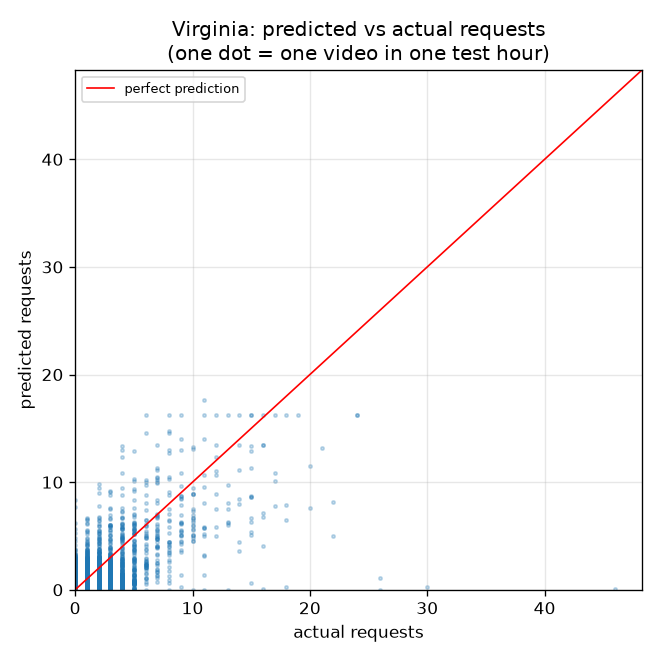 Virginia: predicted vs actual requests
(one dot = one video in one test hour)
perfect prediction
predicted requests
40
30
20
10
0
0 10 20 30 40
actual requests